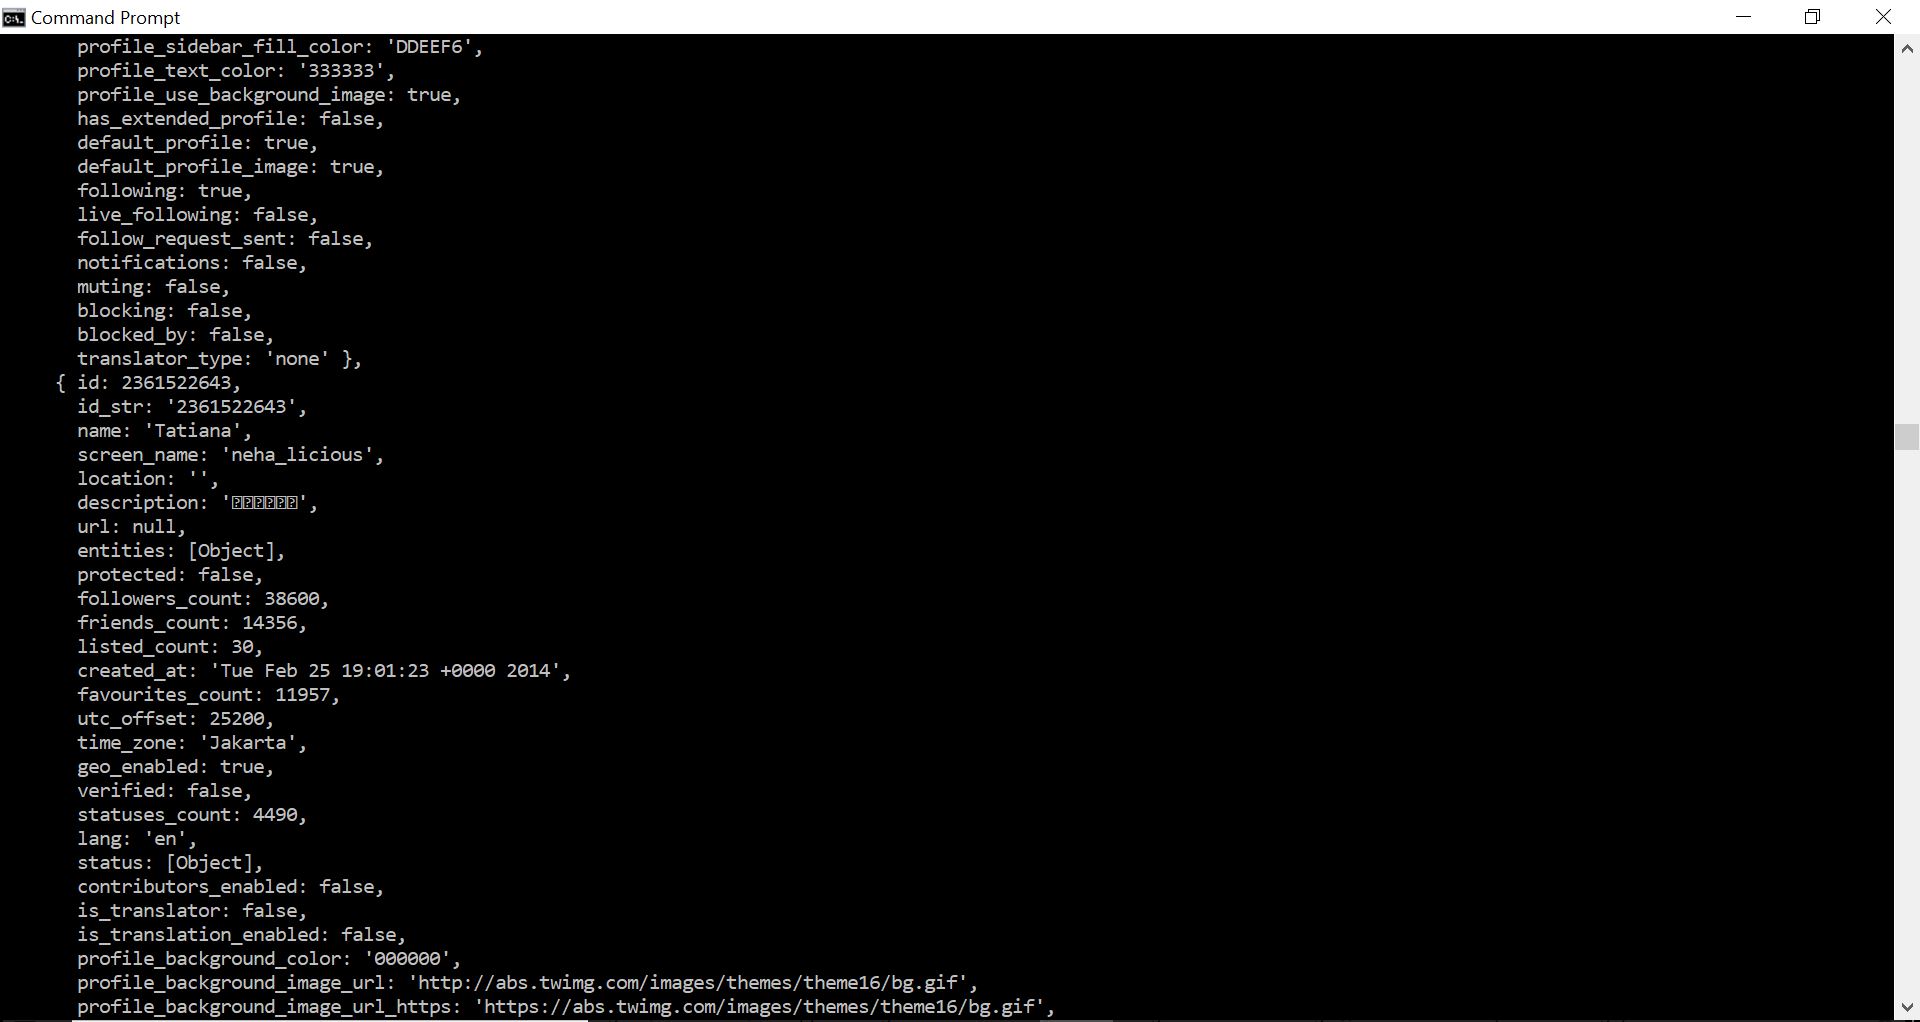 Command Prompt
profile_sidebar_fill_color: 'DDEEF6',
profile_text_color: '333333',
profile_use_background_image: true,
has_extended_profile: false,
default_profile: true,
default_profile_image: true,
following: true,
live_following: false,
follow_request_sent: false,
notifications: false,
muting: false,
blocking: false,
blocked_by: false,
translator_type: 'none' },
{ id: 2361522643,
id_str: '2361522643',
name: 'Tatiana',
screen_name: 'neha_licious',
location: '',
description: '⍰⍰⍰⍰⍰⍰',
url: null,
entities: [Object],
protected: false,
followers_count: 38600,
friends_count: 14356,
listed_count: 30,
created_at: 'Tue Feb 25 19:01:23 +0000 2014',
favourites_count: 11957,
utc_offset: 25200,
time_zone: 'Jakarta',
geo_enabled: true,
verified: false,
statuses_count: 4490,
lang: 'en',
status: [Object],
contributors_enabled: false,
is_translator: false,
is_translation_enabled: false,
profile_background_color: '000000',
profile_background_image_url: 'http://abs.twimg.com/images/themes/theme16/bg.gif',
profile_background_image_url_https: 'https://abs.twimg.com/images/themes/theme16/bg.gif',